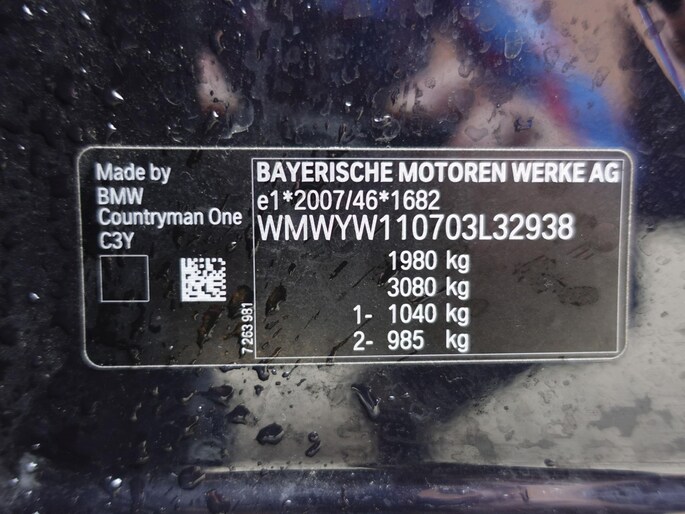 Made by
BMW
Countryman One
C3Y
7 263 981
BAYERISCHE MOTOREN WERKE AG
e1*2007/46*1682
WMWYW110703L32938
1980 kg
3080 kg
1- 1040 kg
2- 985 kg